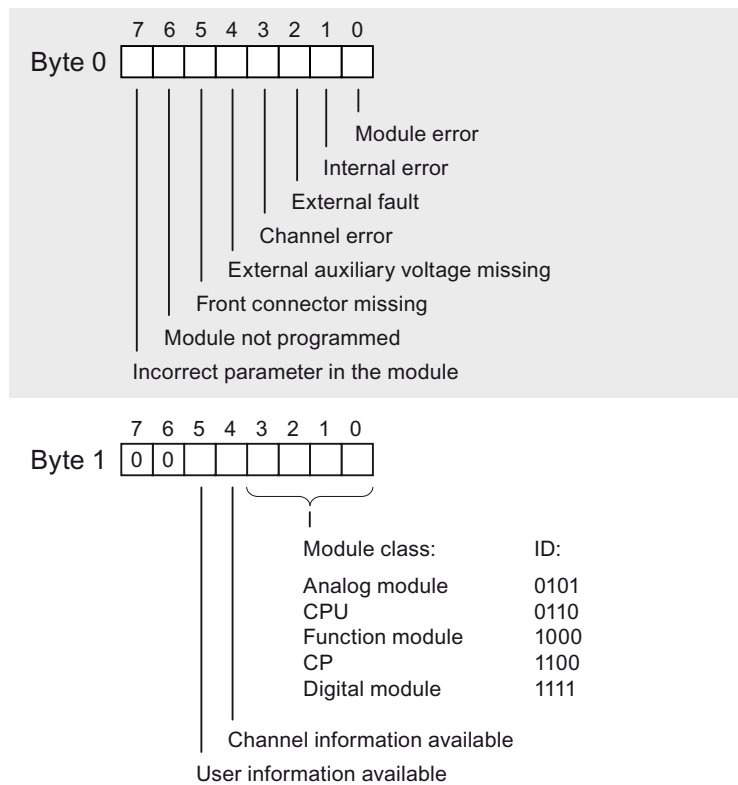 7 6 5 4 3 2 1 0
Byte 0
Module error
Internal error
External fault
Channel error
External auxiliary voltage missing
Front connector missing
Module not programmed
Incorrect parameter in the module
7 6 5 4 3 2 1 0
Byte 1 0 0
Module class: ID:
Analog module 0101
CPU 0110
Function module 1000
CP 1100
Digital module 1111
Channel information available
User information available